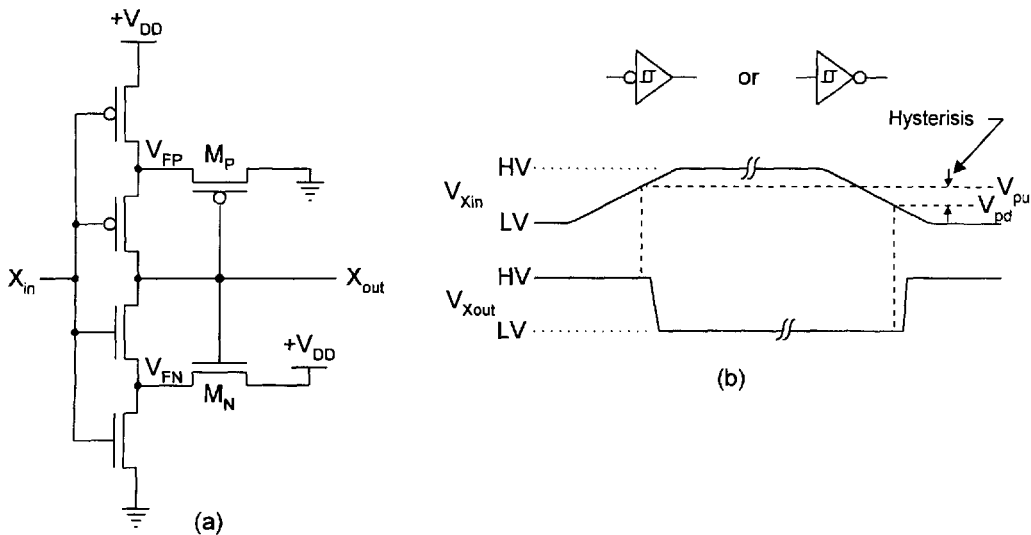 +V_DD
V_FP
M_P
X_in
X_out
+V_DD
V_FN
M_N
(a)
or
Hysterisis
HV
V_Xin
V_pu
V_pd
LV
HV
V_Xout
LV
(b)